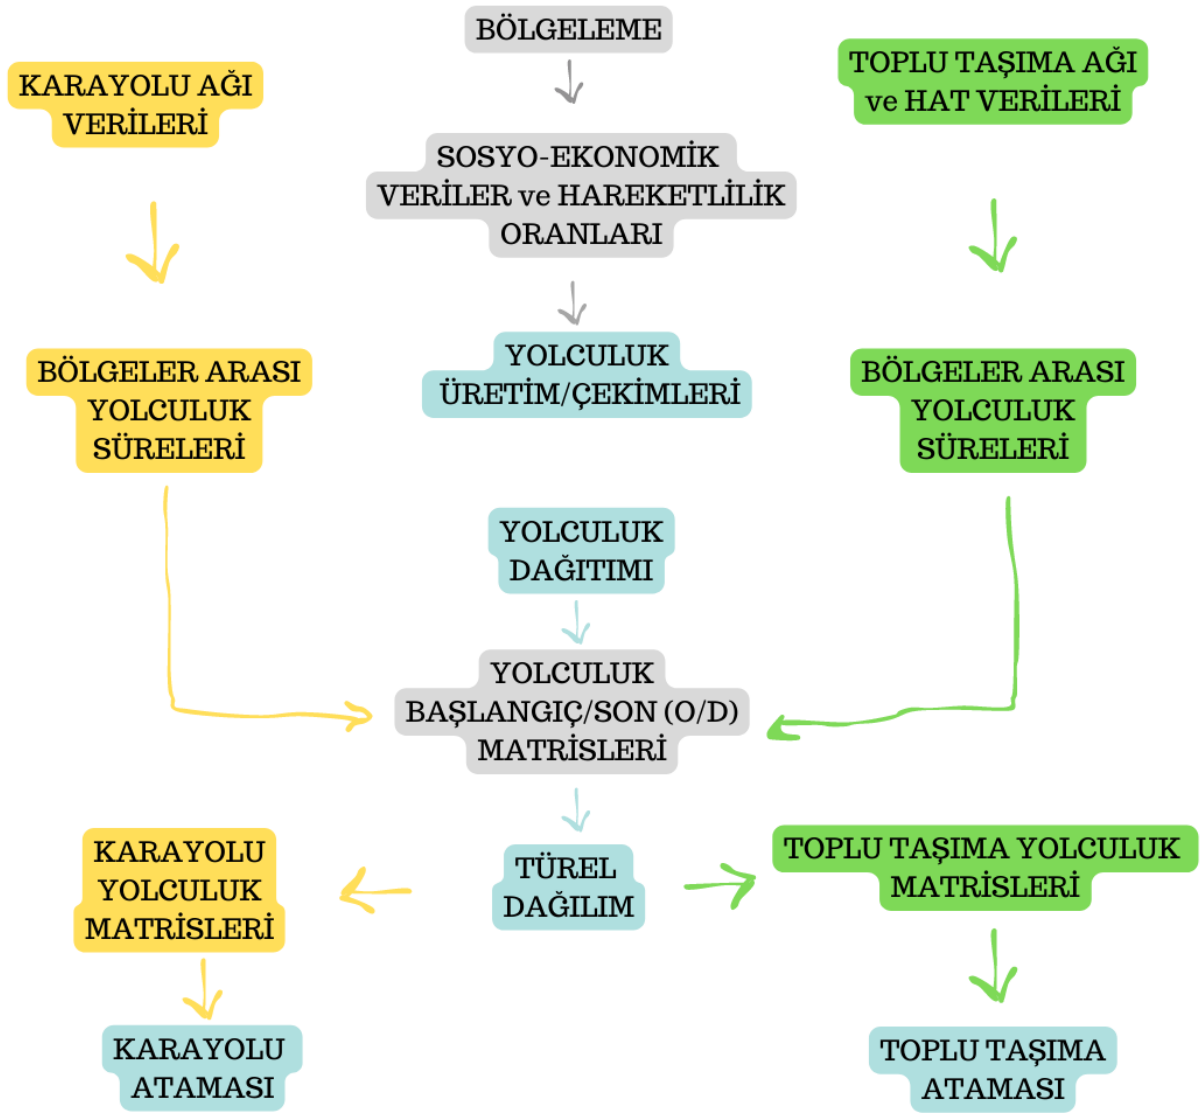 BÖLGELEME
KARAYOLU AĞI
VERİLERİ
TOPLU TAŞIMA AĞI
ve HAT VERİLERİ
SOSYO-EKONOMİK
VERİLER ve HAREKETLİLİK
ORANLARI
BÖLGELER ARASI
YOLCULUK
SÜRELERİ
YOLCULUK
ÜRETİM/ÇEKİMLERİ
BÖLGELER ARASI
YOLCULUK
SÜRELERİ
YOLCULUK
DAĞITIMI
YOLCULUK
BAŞLANGIÇ/SON (O/D)
MATRİSLERİ
KARAYOLU
YOLCULUK
MATRİSLERİ
TÜREL
DAĞILIM
TOPLU TAŞIMA YOLCULUK
MATRİSLERİ
KARAYOLU
ATAMASI
TOPLU TAŞIMA
ATAMASI